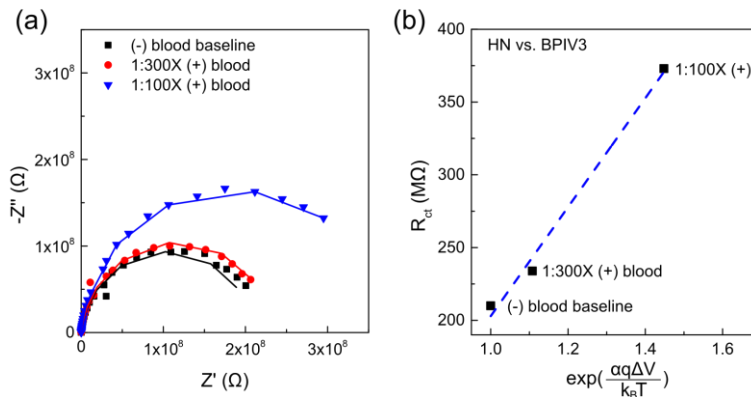 (a)
(-) blood baseline
1:300X (+) blood
1:100X (+) blood
3x10⁸
2x10⁸
1x10⁸
0
-Z'' (Ω)
0 1x10⁸ 2x10⁸ 3x10⁸
Z' (Ω)
(b)
HN vs. BPIV3
1:100X (+)
1:300X (+) blood
(-) blood baseline
400
350
300
250
200
R_ct (MΩ)
1.0 1.2 1.4 1.6
exp(αqΔV/k_BT)